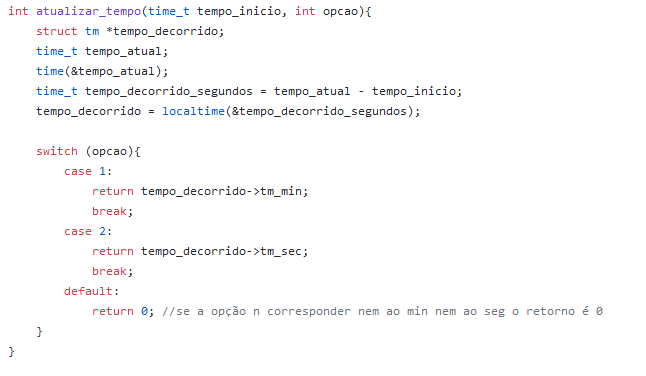 int atualizar_tempo(time_t tempo_inicio, int opcao){
    struct tm *tempo_decorrido;
    time_t tempo_atual;
    time(&tempo_atual);
    time_t tempo_decorrido_segundos = tempo_atual - tempo_inicio;
    tempo_decorrido = localtime(&tempo_decorrido_segundos);

    switch (opcao){
        case 1:
            return tempo_decorrido->tm_min;
            break;
        case 2:
            return tempo_decorrido->tm_sec;
            break;
        default:
            return 0; //se a opção n corresponder nem ao min nem ao seg o retorno é 0
    }
}